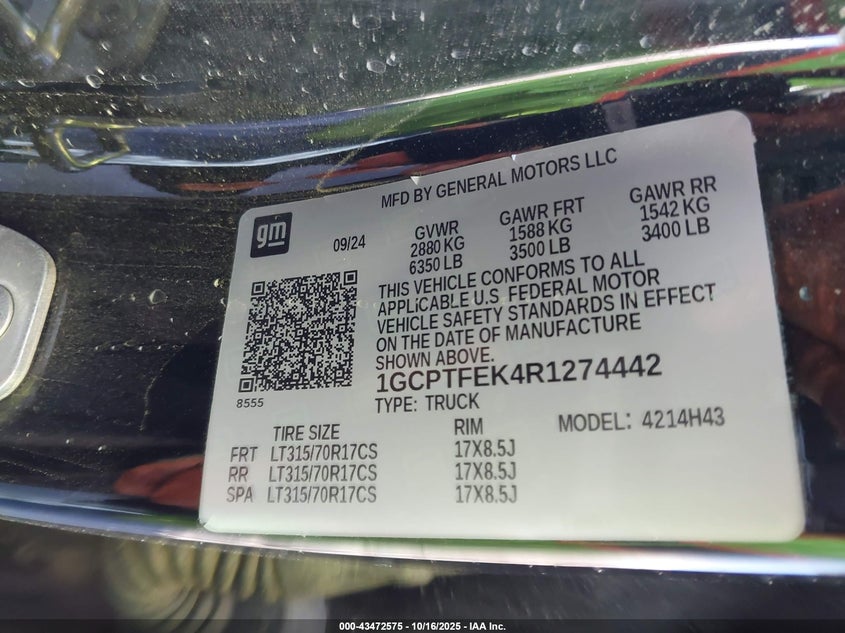 MFD BY GENERAL MOTORS LLC
gm
09/24
GVWR
2880 KG
6350 LB
GAWR FRT
1588 KG
3500 LB
GAWR RR
1542 KG
3400 LB
THIS VEHICLE CONFORMS TO ALL
APPLICABLE U.S. FEDERAL MOTOR
VEHICLE SAFETY STANDARDS IN EFFECT
ON THE DATE OF MANUFACTURE
SHOWN ABOVE.
1GCPTFEK4R1274442
8555
TYPE: TRUCK
MODEL: 4214H43
TIRE SIZE RIM
FRT LT315/70R17CS 17X8.5J
RR LT315/70R17CS 17X8.5J
SPA LT315/70R17CS 17X8.5J
000-43472575 - 10/16/2025 - IAA Inc.